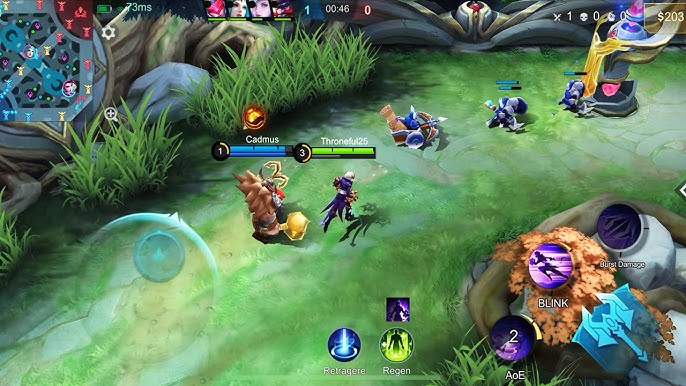 73ms
1
00:46
0
1
0
0
$203
Cadmus
Throneful25
1
3
Burst Damage
BLINK
2
AoE
Retragere
Regen